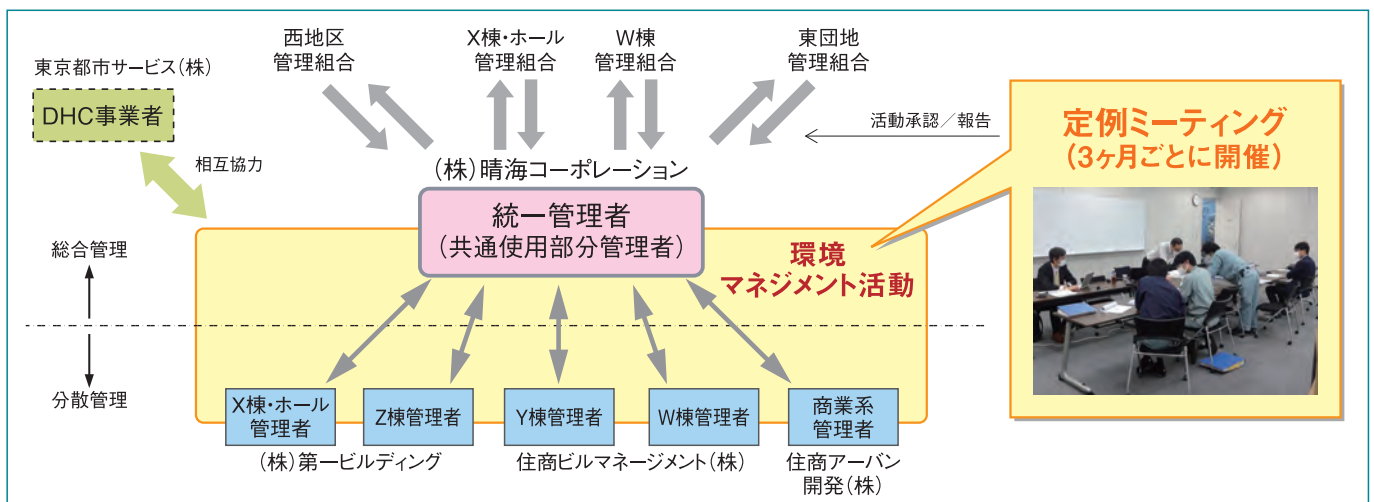 西地区
管理組合
X棟・ホール
管理組合
W棟
管理組合
東団地
管理組合
東京都市サービス(株)
DHC事業者
相互協力
活動承認／報告
定例ミーティング
(3ヶ月ごとに開催)
(株)晴海コーポレーション
統一管理者
(共通使用部分管理者)
環境
マネジメント活動
総合管理
分散管理
X棟・ホール
管理者
Z棟管理者
Y棟管理者
W棟管理者
商業系
管理者
(株)第一ビルディング
住商ビルマネージメント(株)
住商アーバン
開発(株)